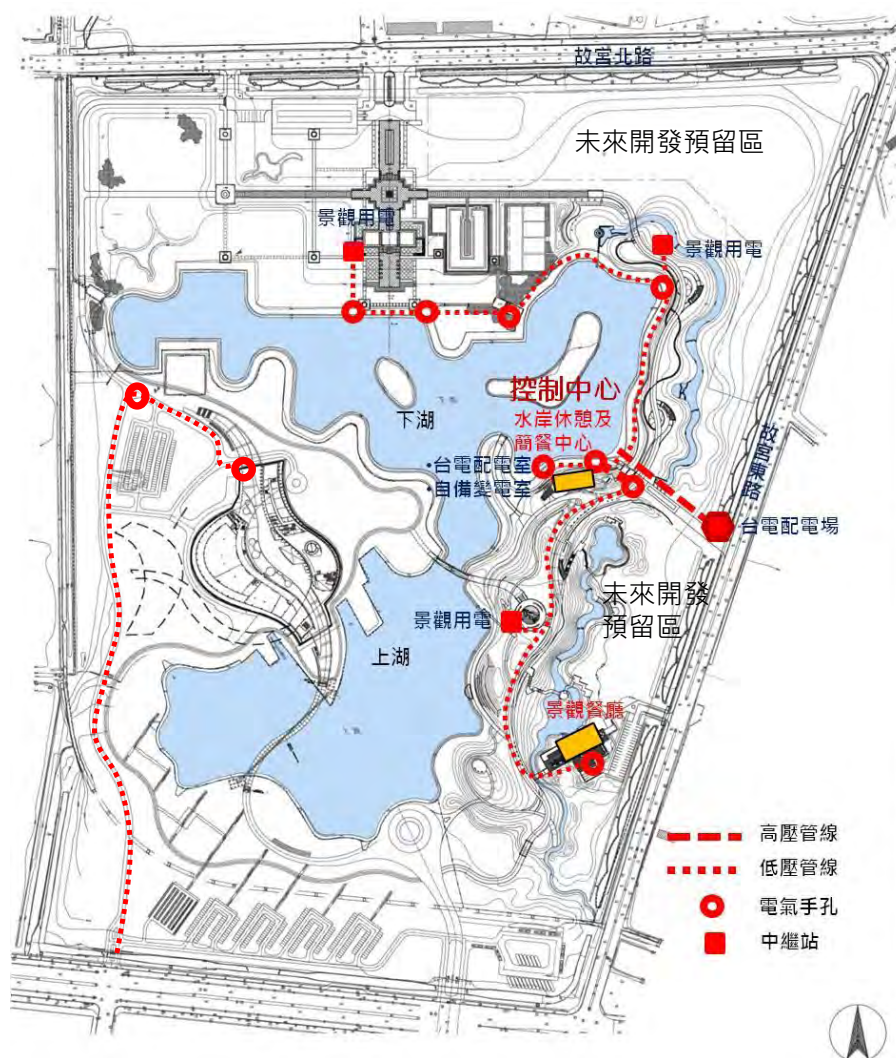 故宮北路
未來開發預留區
景觀用電
景觀用電
控制中心
水岸休憩及
簡餐中心
下湖
•台電配電室
•自備變電室
故宮東路
台電配電場
未來開發
預留區
景觀用電
上湖
景觀餐廳
高壓管線
低壓管線
電氣手孔
中繼站